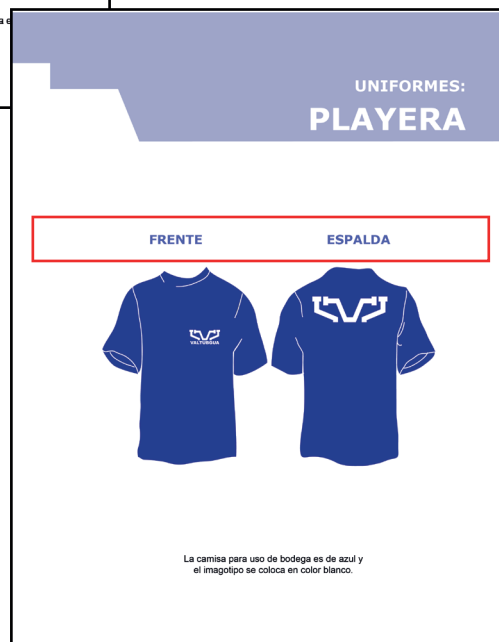 a e
UNIFORMES:
PLAYERA
FRENTE
ESPALDA
VALTUBGUA
La camisa para uso de bodega es de azul y
el imagotipo se coloca en color blanco.